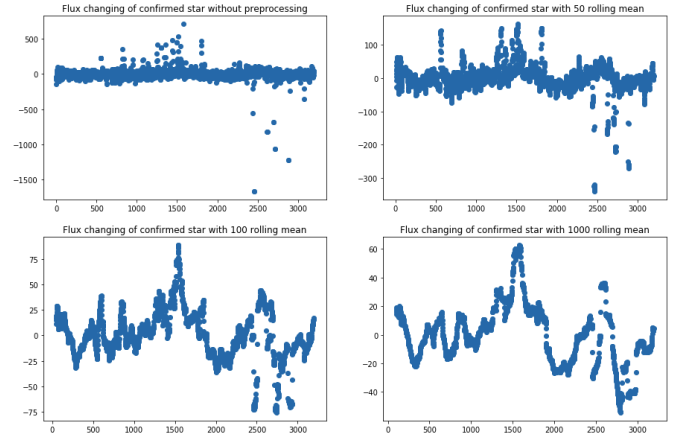 Flux changing of confirmed star without preprocessing
500
0
−500
−1000
−1500
0 500 1000 1500 2000 2500 3000
Flux changing of confirmed star with 50 rolling mean
100
0
−100
−200
−300
0 500 1000 1500 2000 2500 3000
Flux changing of confirmed star with 100 rolling mean
75
50
25
0
−25
−50
−75
0 500 1000 1500 2000 2500 3000
Flux changing of confirmed star with 1000 rolling mean
60
40
20
0
−20
−40
0 500 1000 1500 2000 2500 3000